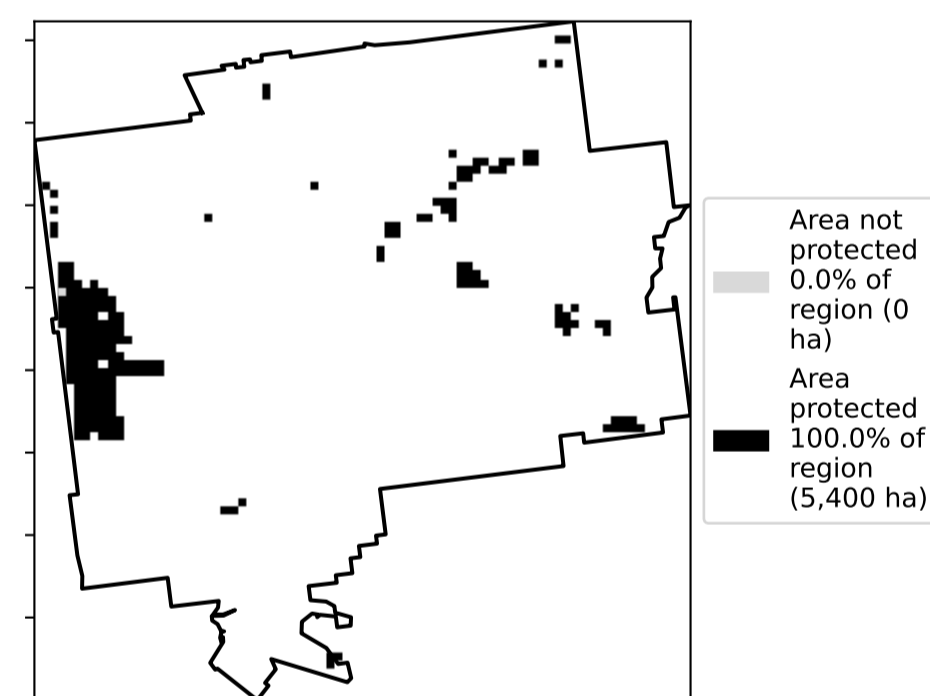 Area not
protected
0.0% of
region (0
ha)
Area
protected
100.0% of
region
(5,400 ha)